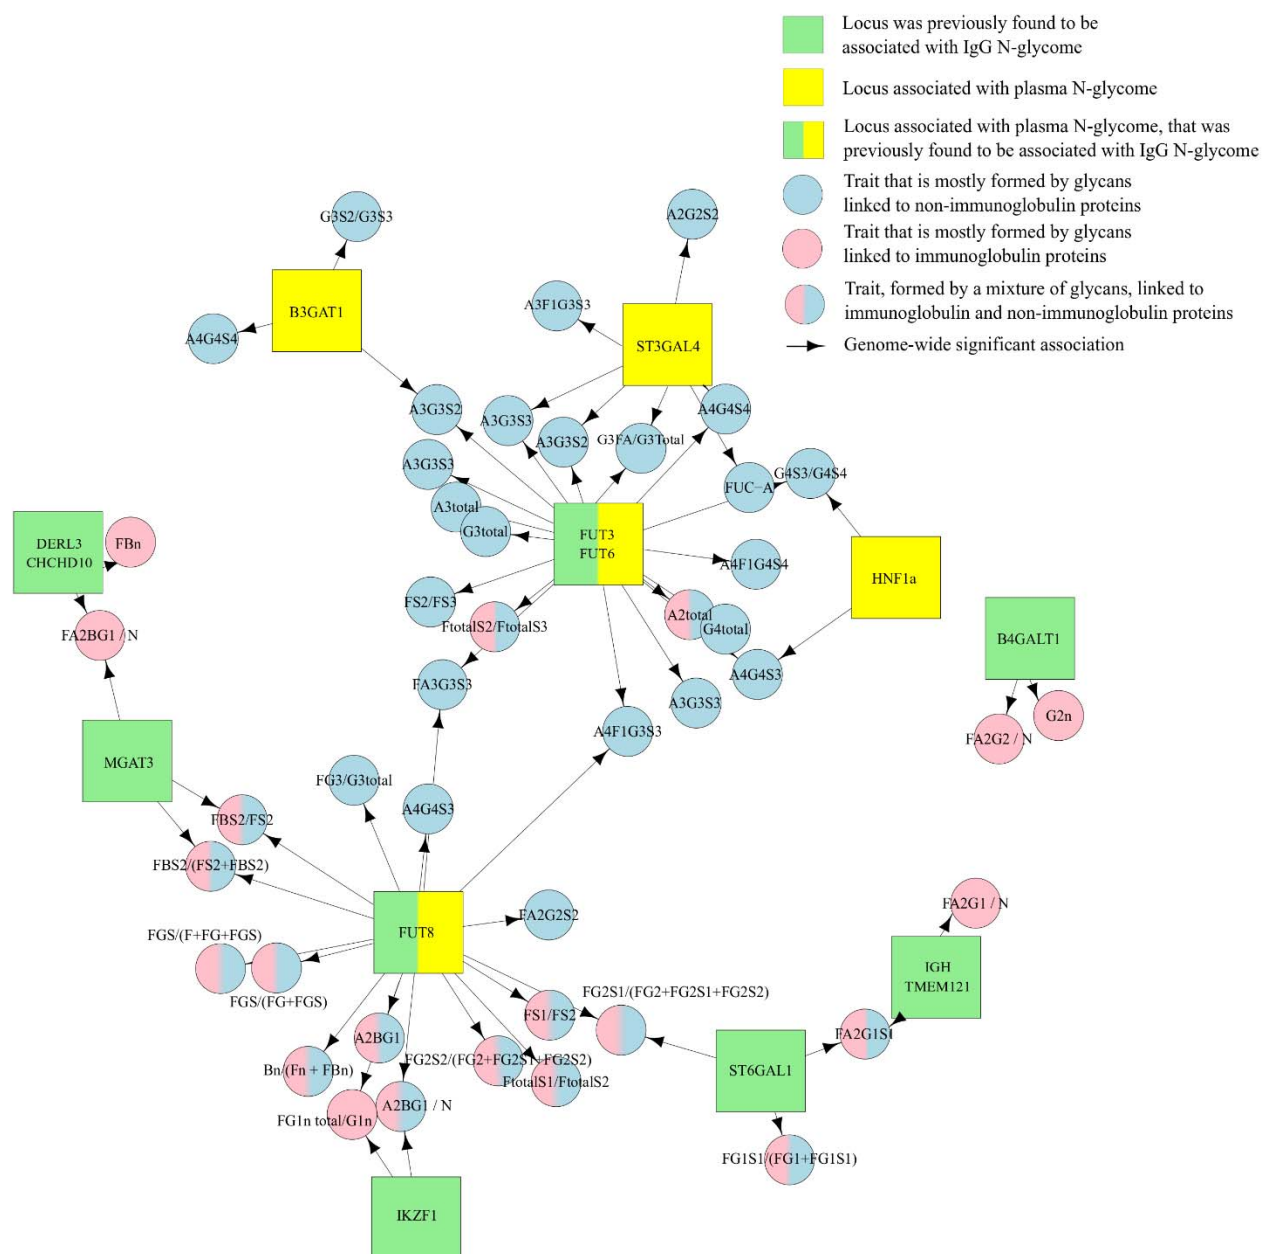 Locus was previously found to be
associated with IgG N-glycome
Locus associated with plasma N-glycome
Locus associated with plasma N-glycome, that was
previously found to be associated with IgG N-glycome
Trait that is mostly formed by glycans
linked to non-immunoglobulin proteins
Trait that is mostly formed by glycans
linked to immunoglobulin proteins
Trait, formed by a mixture of glycans, linked to
immunoglobulin and non-immunoglobulin proteins
Genome-wide significant association
G3S2/G3S3
A2G2S2
B3GAT1
A3F1G3S3
A4G4S4
ST3GAL4
A3G3S2
A3G3S3
A4G4S4
A3G3S2
G3FA/G3Total
A3G3S3
G4S3/G4S4
FUC−A
A3total
G3total
FUT3
FUT6
DERL3
CHCHD10
FBn
A4F1G4S4
HNF1a
FS2/FS3
FtotalS2/FtotalS3
A2total
G4total
FA2BG1 / N
B4GALT1
A4G4S3
FA3G3S3
A3G3S3
G2n
A4F1G3S3
FA2G2 / N
MGAT3
FG3/G3total
A4G4S3
FBS2/FS2
FBS2/(FS2+FBS2)
FA2G1 / N
FA2G2S2
FUT8
FGS/(F+FG+FGS)
FGS/(FG+FGS)
IGH
TMEM121
FG2S1/(FG2+FG2S1+FG2S2)
FS1/FS2
A2BG1
FA2G1S1
FG2S2/(FG2+FG2S1+FG2S2)
Bn/(Fn + FBn)
ST6GAL1
FtotalS1/FtotalS2
A2BG1 / N
FG1n total/G1n
FG1S1/(FG1+FG1S1)
IKZF1